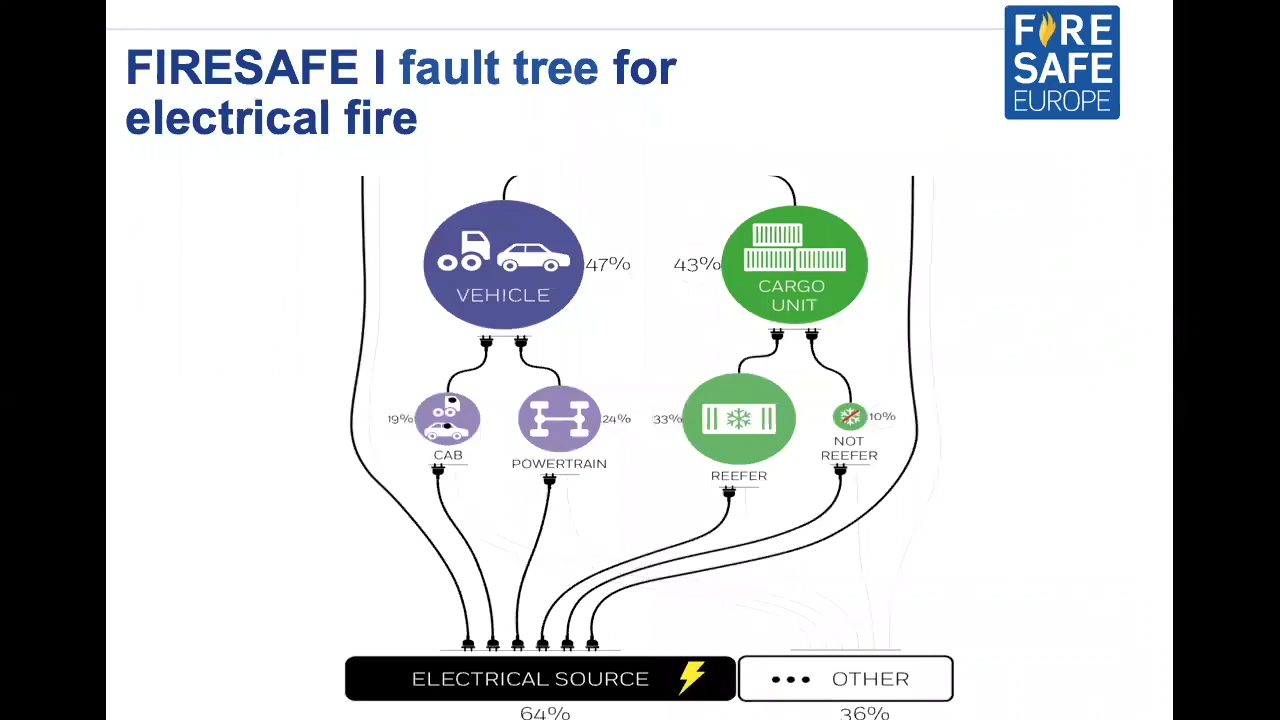 FIRESAFE I fault tree for
electrical fire
FIRE
SAFE
EUROPE
VEHICLE
47%
43%
CARGO
UNIT
19%
CAB
24%
POWERTRAIN
33%
REEFER
10%
NOT
REEFER
ELECTRICAL SOURCE
OTHER
64%
36%